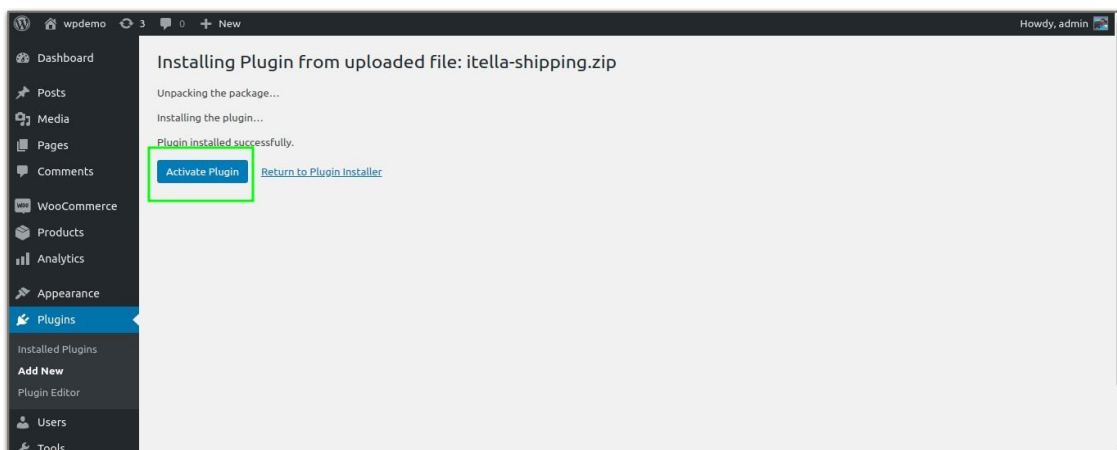 wpdemo 3 0 + New Howdy, admin
Dashboard
Posts
Media
Pages
Comments
WooCommerce
Products
Analytics
Appearance
Plugins
Installed Plugins
Add New
Plugin Editor
Users
Tools
Installing Plugin from uploaded file: itella-shipping.zip
Unpacking the package…
Installing the plugin…
Plugin installed successfully.
Activate Plugin Return to Plugin Installer